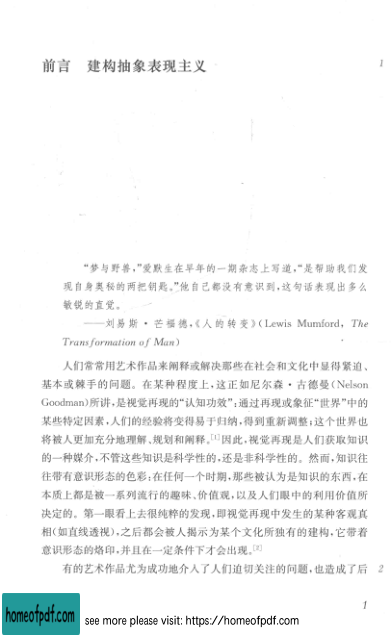 前言　建构抽象表现主义
1
“梦与野兽，”爱默生在早年的一期杂志上写道，“是帮助我们发
现自身奥秘的两把钥匙。”他自己都没有意识到，这句话表现出多么
敏锐的直觉。
——刘易斯·芒福德，《人的转变》(Lewis Mumford, The
Transformation of Man)
人们常常用艺术作品来阐释或解决那些在社会和文化中显得紧迫、
基本或棘手的问题。在某种程度上，这正如尼尔森·古德曼(Nelson
Goodman)所讲，是视觉再现的“认知功效”：通过再现或象征“世界”中的
某些特定因素，人们的经验将变得易于归纳，得到重新调整；这个世界也
将被人更加充分地理解、规划和阐释。[1]因此，视觉再现是人们获取知识
的一种媒介，不管这些知识是科学性的，还是非科学性的。然而，知识往
往带有意识形态的色彩：在任何一个时期，那些被认为是知识的东西，在
本质上都是被一系列流行的趣味、价值观，以及人们眼中的利用价值所
决定的。第一眼看上去很纯粹的发现，即视觉再现中发生的某种客观真
相(如直线透视)，之后都会被人揭示为某个文化所独有的建构，它带着
意识形态的烙印，并且在一定条件下才会出现。[2]
有的艺术作品尤为成功地介入了人们迫切关注的问题，也造成了后
2
1
homeofpdf.com
see more please visit: https://homeofpdf.com